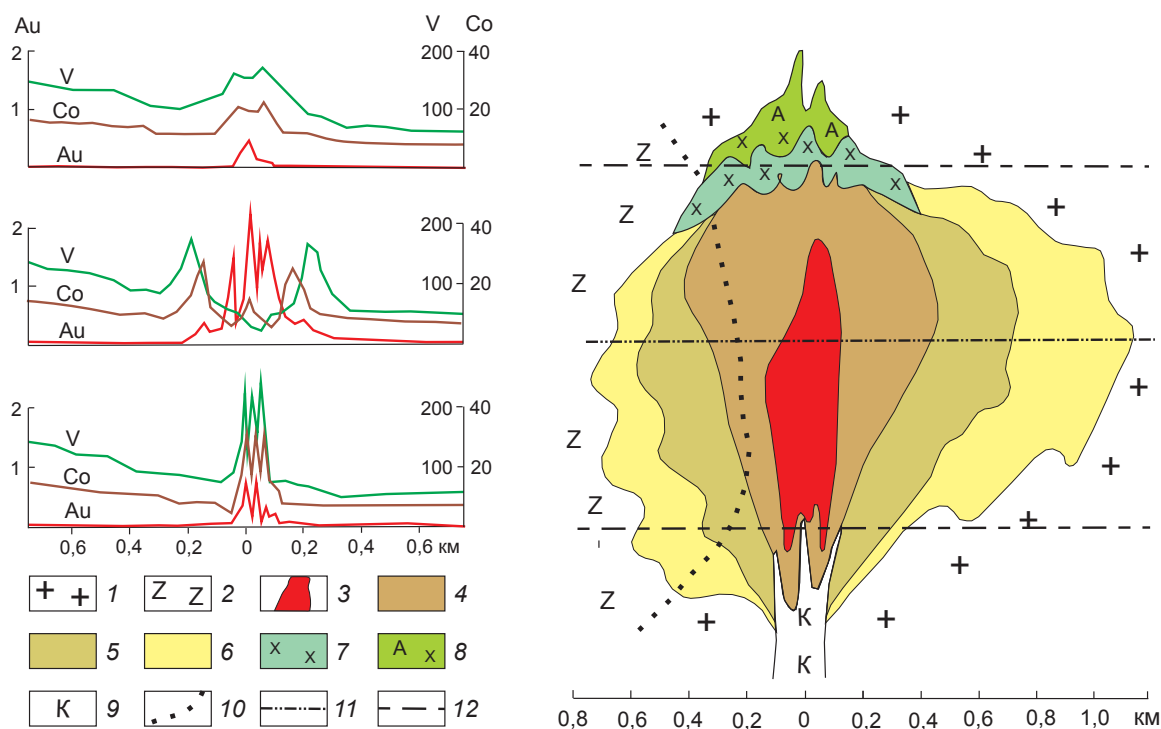 Au V Co
2 200 40
V
Co
1 100 20
Au
2 200 40
V
1 100 20
Co
Au
2 200 40
V
1 100 20
Co
Au
0,6 0,4 0,2 0 0,2 0,4 0,6 км
+ + 1 Z Z 2 3 4
5 6 x x 7 A x 8
К 9 10 11 12
A
+ x x A +
Z x x +
x x
Z x x +
Z +
Z +
Z +
Z +
Z + К + +
К
0,8 0,6 0,4 0,2 0 0,2 0,4 0,6 0,8 1,0 км